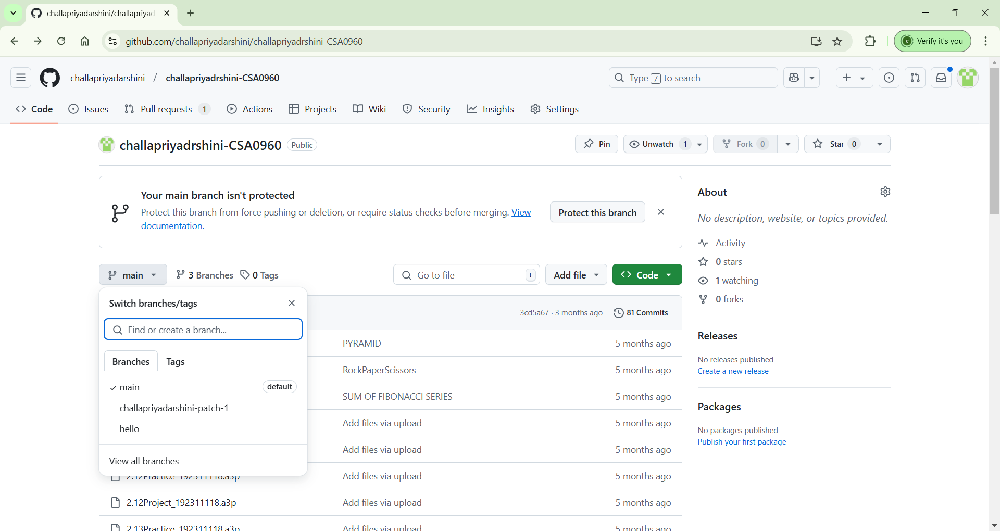 challapriyadarshini/challapriyad
github.com/challapriyadarshini/challapriyadrshini-CSA0960
c
Verify it's you
challapriyadarshini / challapriyadrshini-CSA0960
Type / to search
Code
Issues
Pull requests 1
Actions
Projects
Wiki
Security
Insights
Settings
challapriyadrshini-CSA0960 Public
Pin
Unwatch 1
Fork 0
Star 0
Your main branch isn't protected
Protect this branch from force pushing or deletion, or require status checks before merging. View
documentation.
Protect this branch
main
3 Branches
0 Tags
Go to file t
Add file
Code
Switch branches/tags
Find or create a branch...
Branches Tags
main default
challapriyadarshini-patch-1
hello
View all branches
3cd5a67 · 3 months ago
81 Commits
PYRAMID 5 months ago
RockPaperScissors 5 months ago
SUM OF FIBONACCI SERIES 5 months ago
Add files via upload 5 months ago
Add files via upload 5 months ago
2.12Practice_192311118.a3p Add files via upload 5 months ago
2.12Project_192311118.a3p Add files via upload 5 months ago
2.13Practice_192311118.a3p Add files via upload 5 months ago
About
No description, website, or topics provided.
Activity
0 stars
1 watching
0 forks
Releases
No releases published
Create a new release
Packages
No packages published
Publish your first package